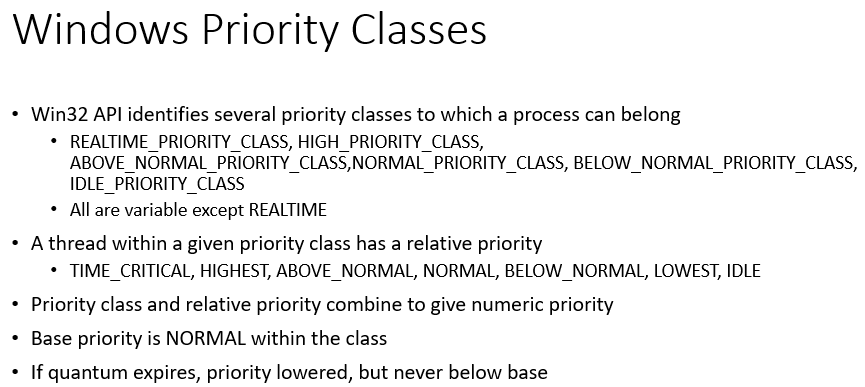 Windows Priority Classes
• Win32 API identifies several priority classes to which a process can belong
• REALTIME_PRIORITY_CLASS, HIGH_PRIORITY_CLASS,
ABOVE_NORMAL_PRIORITY_CLASS,NORMAL_PRIORITY_CLASS, BELOW_NORMAL_PRIORITY_CLASS,
IDLE_PRIORITY_CLASS
• All are variable except REALTIME
• A thread within a given priority class has a relative priority
• TIME_CRITICAL, HIGHEST, ABOVE_NORMAL, NORMAL, BELOW_NORMAL, LOWEST, IDLE
• Priority class and relative priority combine to give numeric priority
• Base priority is NORMAL within the class
• If quantum expires, priority lowered, but never below base